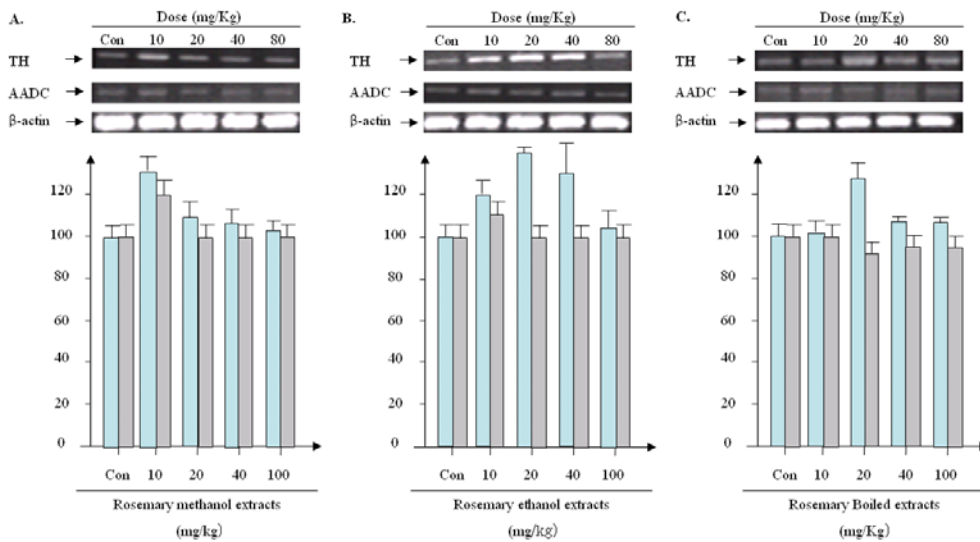 A.
Dose (mg/Kg)
Con 10 20 40 80
TH
AADC
β-actin
120
100
80
60
40
20
0
Con 10 20 40 100
Rosemary methanol extracts
(mg/kg)
B.
Dose (mg/Kg)
Con 10 20 40 80
TH
AADC
β-actin
120
100
80
60
40
20
0
Con 10 20 40 100
Rosemary ethanol extracts
(mg/kg)
C.
Dose (mg/Kg)
Con 10 20 40 80
TH
AADC
β-actin
120
100
80
60
40
20
0
Con 10 20 40 100
Rosemary Boiled extracts
(mg/Kg)